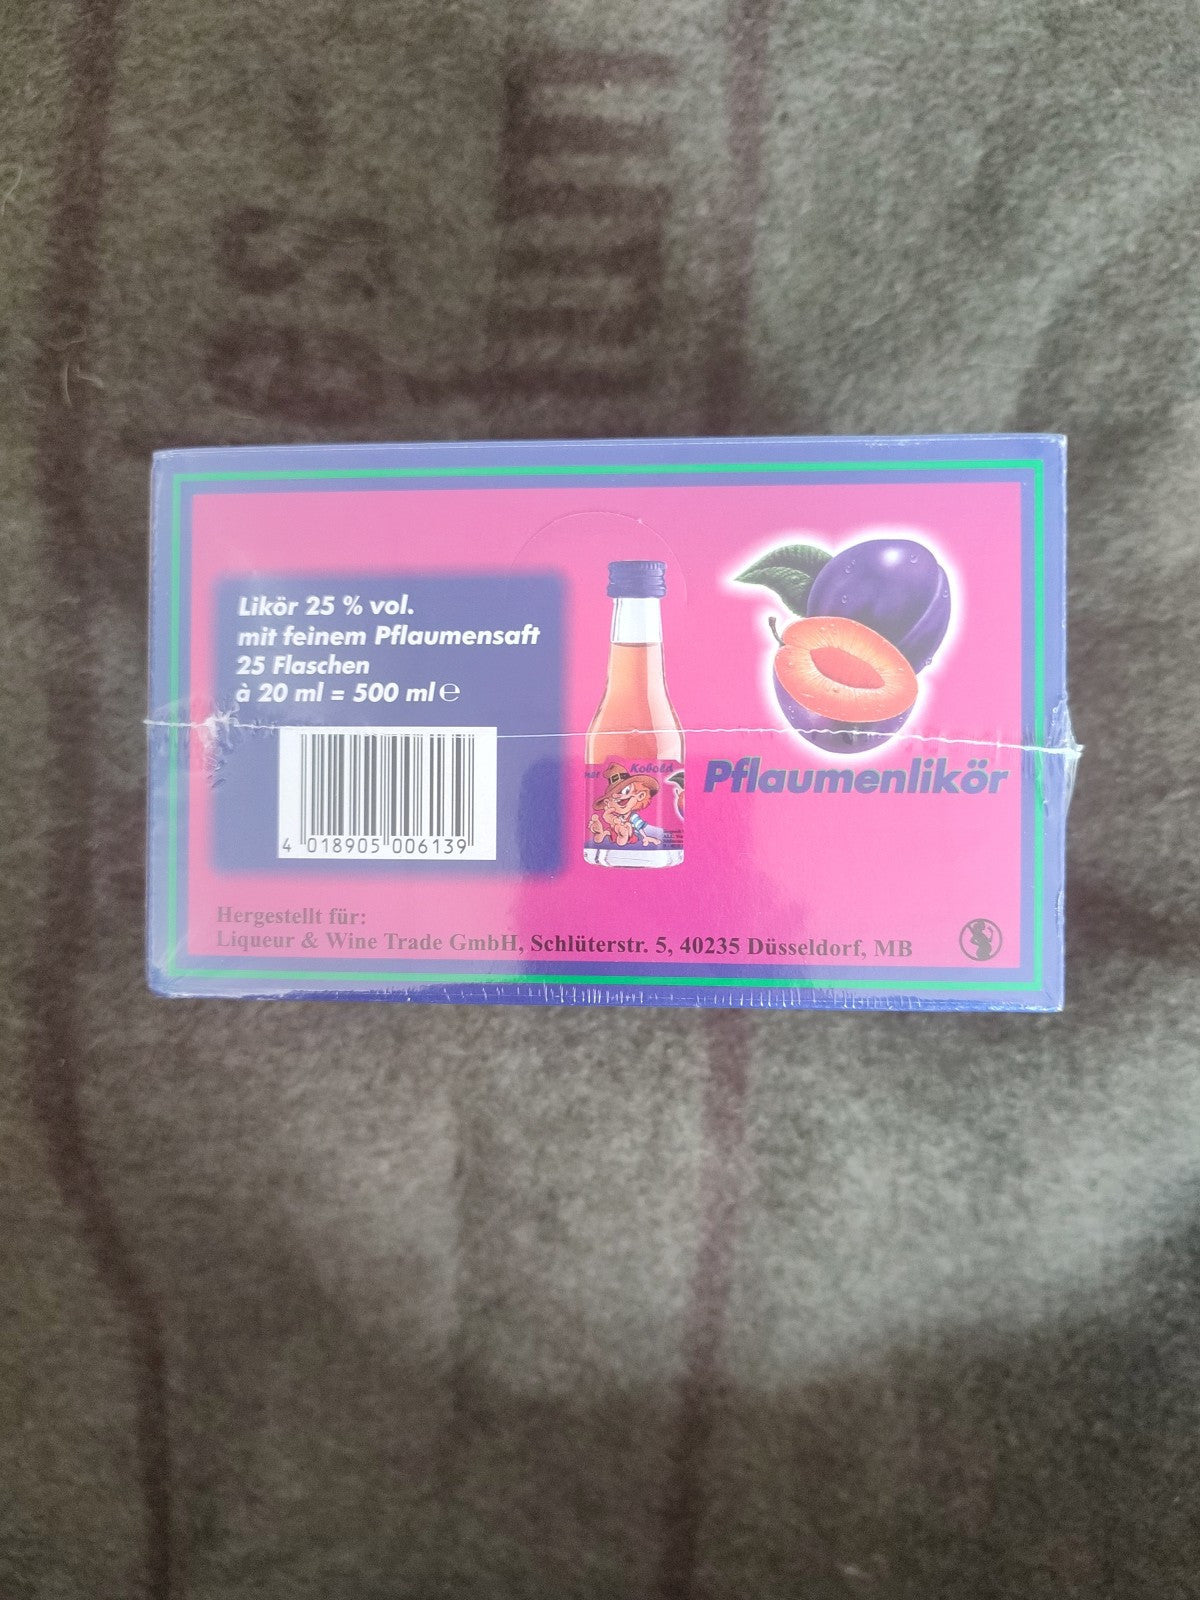 Likör 25 % vol.
mit feinem Pflaumensaft
25 Flaschen
à 20 ml = 500 ml ℮
4 018905 006139
Kobold
Pflaumenlikör
Hergestellt für:
Liqueur & Wine Trade GmbH, Schlüterstr. 5, 40235 Düsseldorf, MB